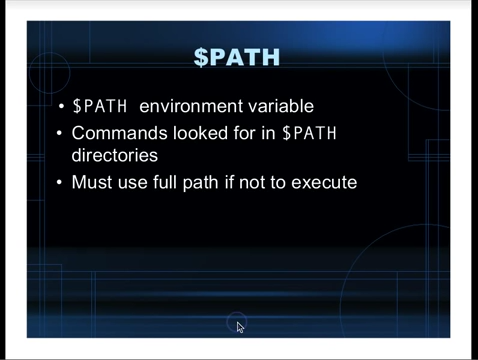 $PATH
• $PATH environment variable
• Commands looked for in $PATH
directories
• Must use full path if not to execute